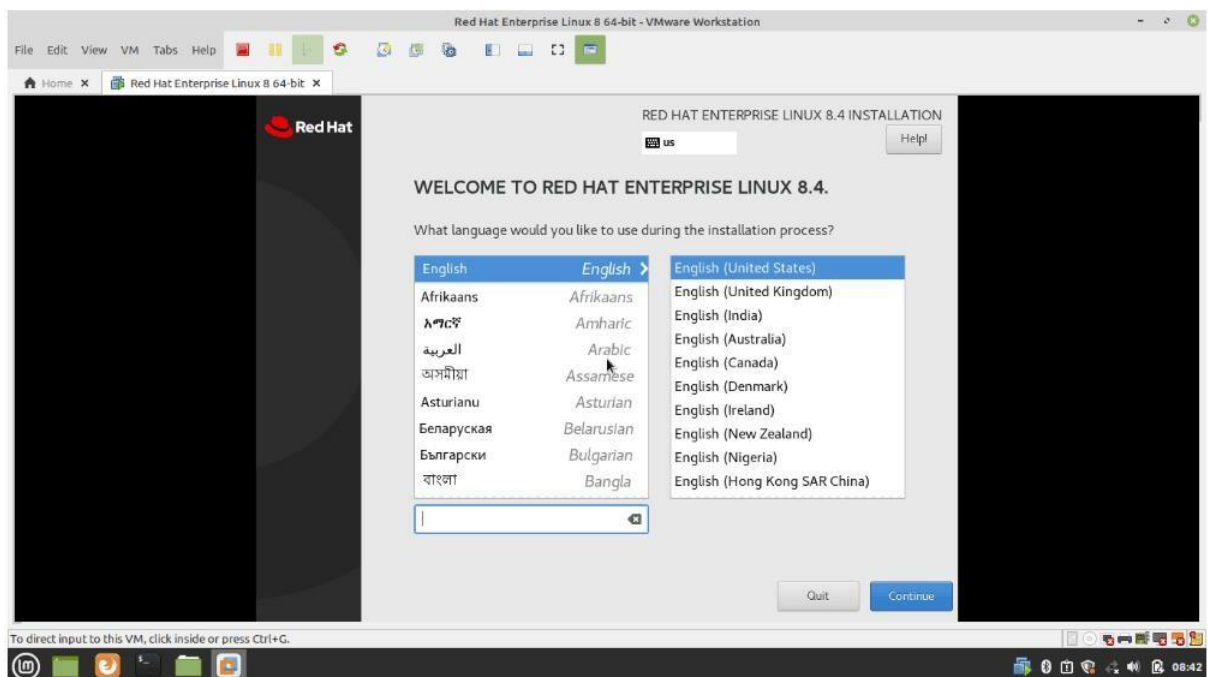 Red Hat Enterprise Linux 8 64-bit - VMware Workstation
File Edit View VM Tabs Help
Home Red Hat Enterprise Linux 8 64-bit
Red Hat
RED HAT ENTERPRISE LINUX 8.4 INSTALLATION
us
Help!
WELCOME TO RED HAT ENTERPRISE LINUX 8.4.
What language would you like to use during the installation process?
English English
Afrikaans Afrikaans
አማርኛ Amharic
العربية Arabic
অসমীয়া Assamese
Asturianu Asturian
Беларуская Belarusian
Български Bulgarian
বাংলা Bangla
English (United States)
English (United Kingdom)
English (India)
English (Australia)
English (Canada)
English (Denmark)
English (Ireland)
English (New Zealand)
English (Nigeria)
English (Hong Kong SAR China)
Quit Continue
To direct input to this VM, click inside or press Ctrl+G.
08:42